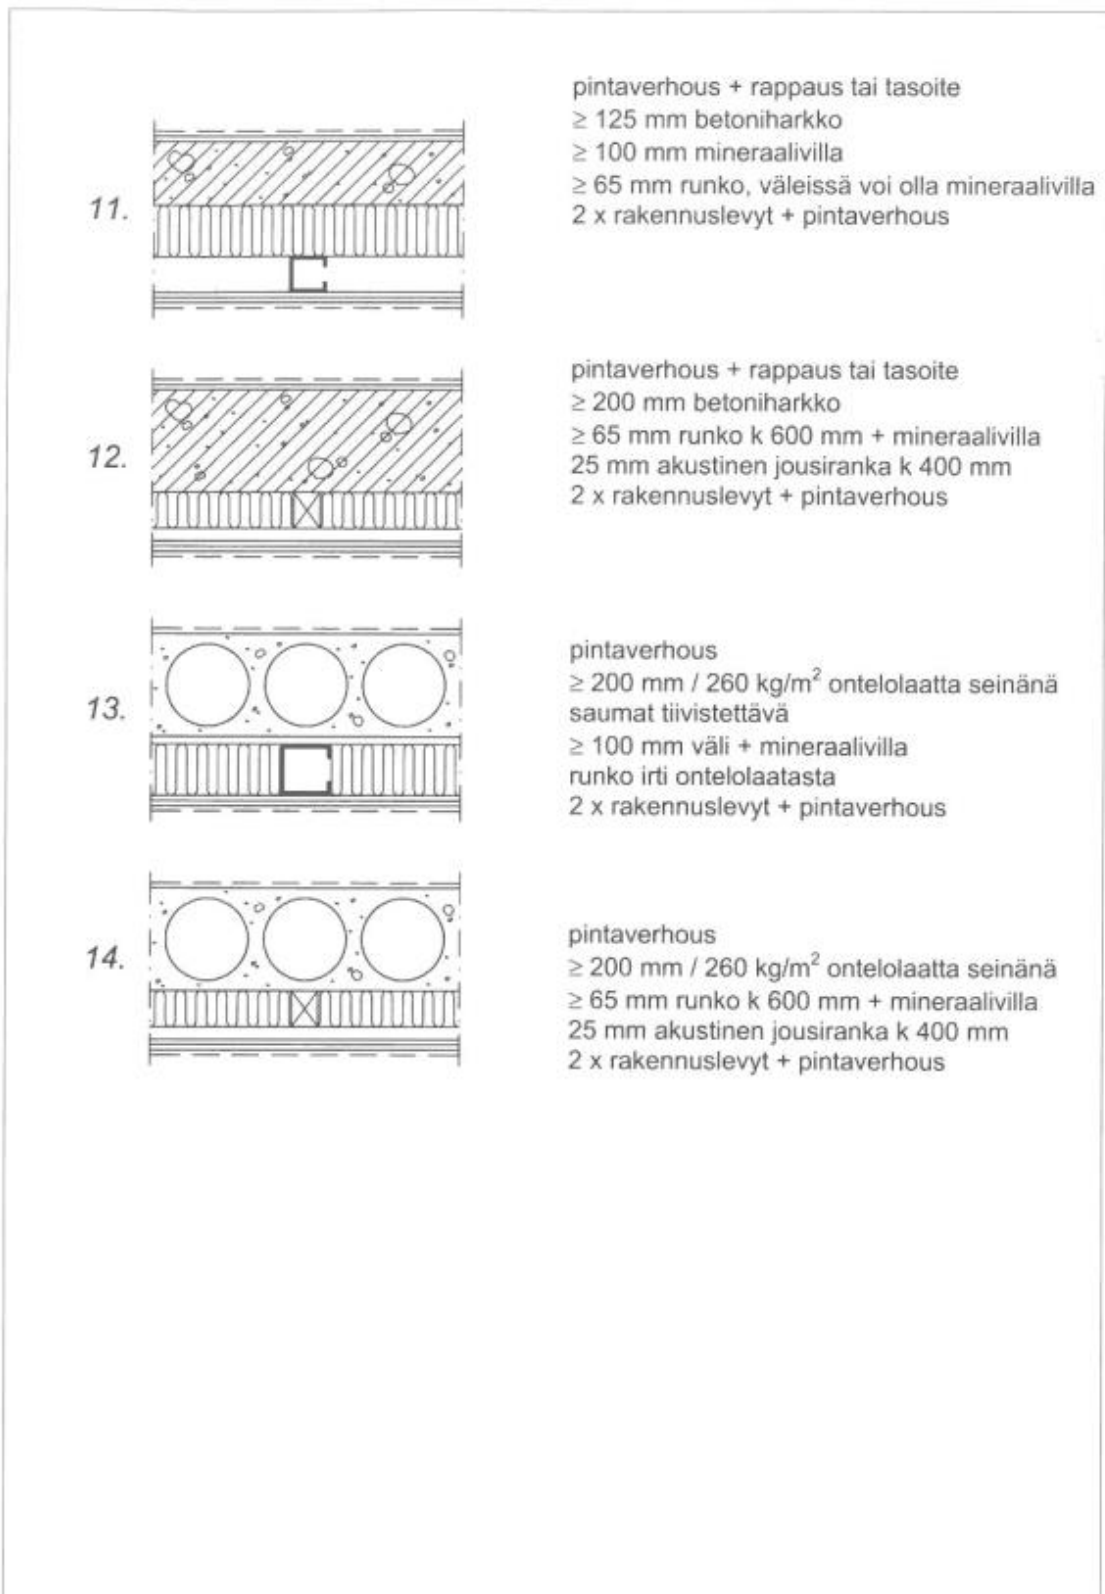 11.
pintaverhous + rappaus tai tasoite
≥ 125 mm betoniharkko
≥ 100 mm mineraalivilla
≥ 65 mm runko, väleissä voi olla mineraalivilla
2 x rakennuslevyt + pintaverhous
12.
pintaverhous + rappaus tai tasoite
≥ 200 mm betoniharkko
≥ 65 mm runko k 600 mm + mineraalivilla
25 mm akustinen jousiranka k 400 mm
2 x rakennuslevyt + pintaverhous
13.
pintaverhous
≥ 200 mm / 260 kg/m² ontelolaatta seinänä
saumat tiivistettävä
≥ 100 mm väli + mineraalivilla
runko irti ontelolaatasta
2 x rakennuslevyt + pintaverhous
14.
pintaverhous
≥ 200 mm / 260 kg/m² ontelolaatta seinänä
≥ 65 mm runko k 600 mm + mineraalivilla
25 mm akustinen jousiranka k 400 mm
2 x rakennuslevyt + pintaverhous